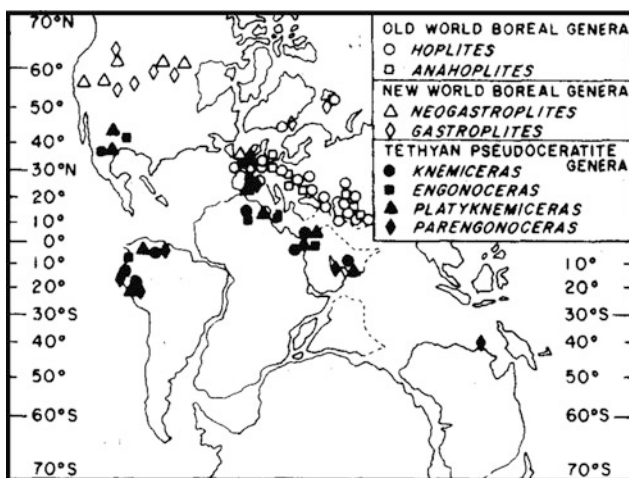 70°N
60°
50°
40°
30°N
20°
10°
0°
10°
20°
30°S
40°
50°
70°S
OLD WORLD BOREAL GENERA
HOPLITES
ANAHOPLITES
NEW WORLD BOREAL GENERA
NEOGASTROPLITES
GASTROPLITES
TETHYAN PSEUDOCERATITE
GENERA
KNEMICERAS
ENGONOCERAS
PLATYKNEMICERAS
PARENGONOCERAS
10°
20°
30°S
40°
50°
70°S